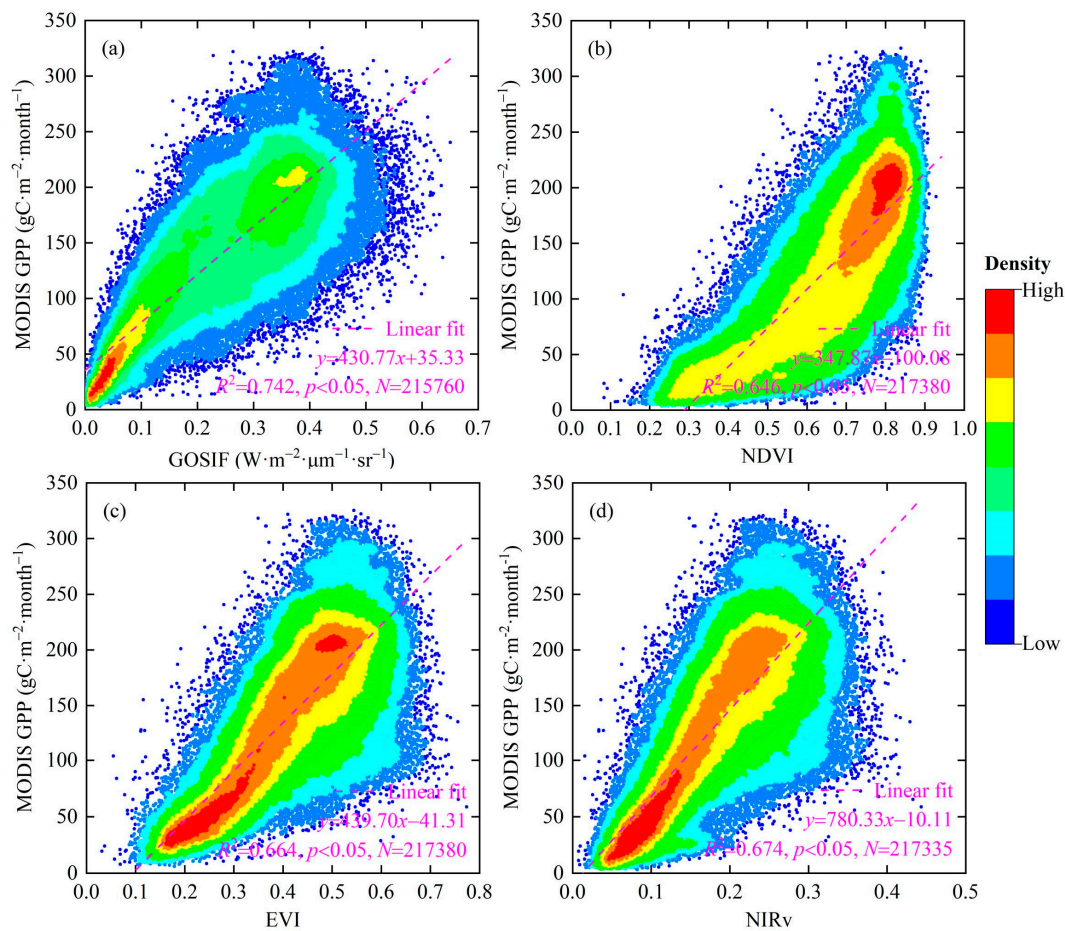 (a)
350
300
250
200
150
100
50
0
MODIS GPP (gC·m−2·month−1)
Linear fit
y=430.77x+35.33
R2=0.742, p<0.05, N=215760
0.0 0.1 0.2 0.3 0.4 0.5 0.6 0.7
GOSIF (W·m−2·μm−1·sr−1)
(b)
350
300
250
200
150
100
50
0
MODIS GPP (gC·m−2·month−1)
Linear fit
y=347.87x−100.08
R2=0.646, p<0.05, N=217380
0.0 0.1 0.2 0.3 0.4 0.5 0.6 0.7 0.8 0.9 1.0
NDVI
Density
High
Low
(c)
350
300
250
200
150
100
50
0
MODIS GPP (gC·m−2·month−1)
Linear fit
y=439.70x−41.31
R2=0.664, p<0.05, N=217380
0.0 0.1 0.2 0.3 0.4 0.5 0.6 0.7 0.8
EVI
(d)
350
300
250
200
150
100
50
0
MODIS GPP (gC·m−2·month−1)
Linear fit
y=780.33x−10.11
R2=0.674, p<0.05, N=217335
0.0 0.1 0.2 0.3 0.4 0.5
NIRv